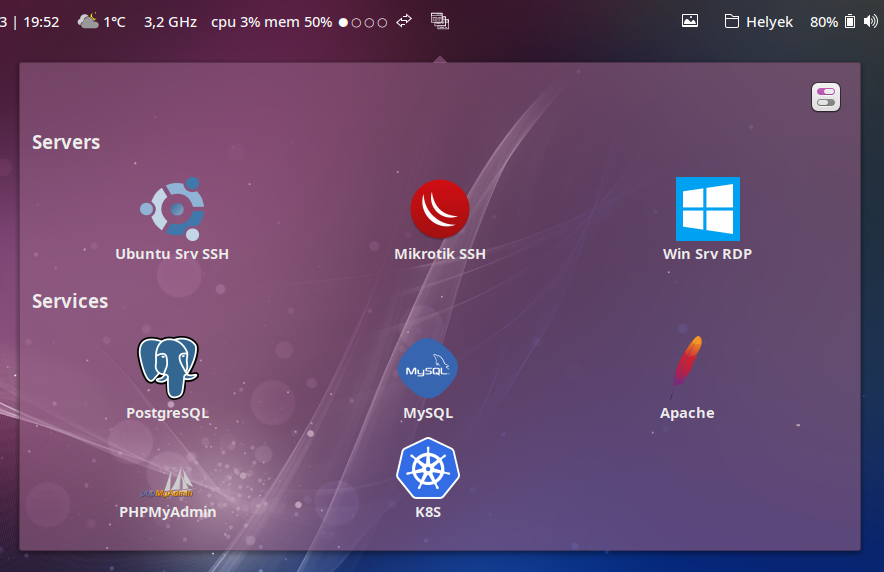 3 | 19:52 1°C 3,2 GHz cpu 3% mem 50% Helyek 80%
Servers
Ubuntu Srv SSH Mikrotik SSH Win Srv RDP
Services
MySQL
PostgreSQL MySQL Apache
phpMyAdmin
PHPMyAdmin K8S